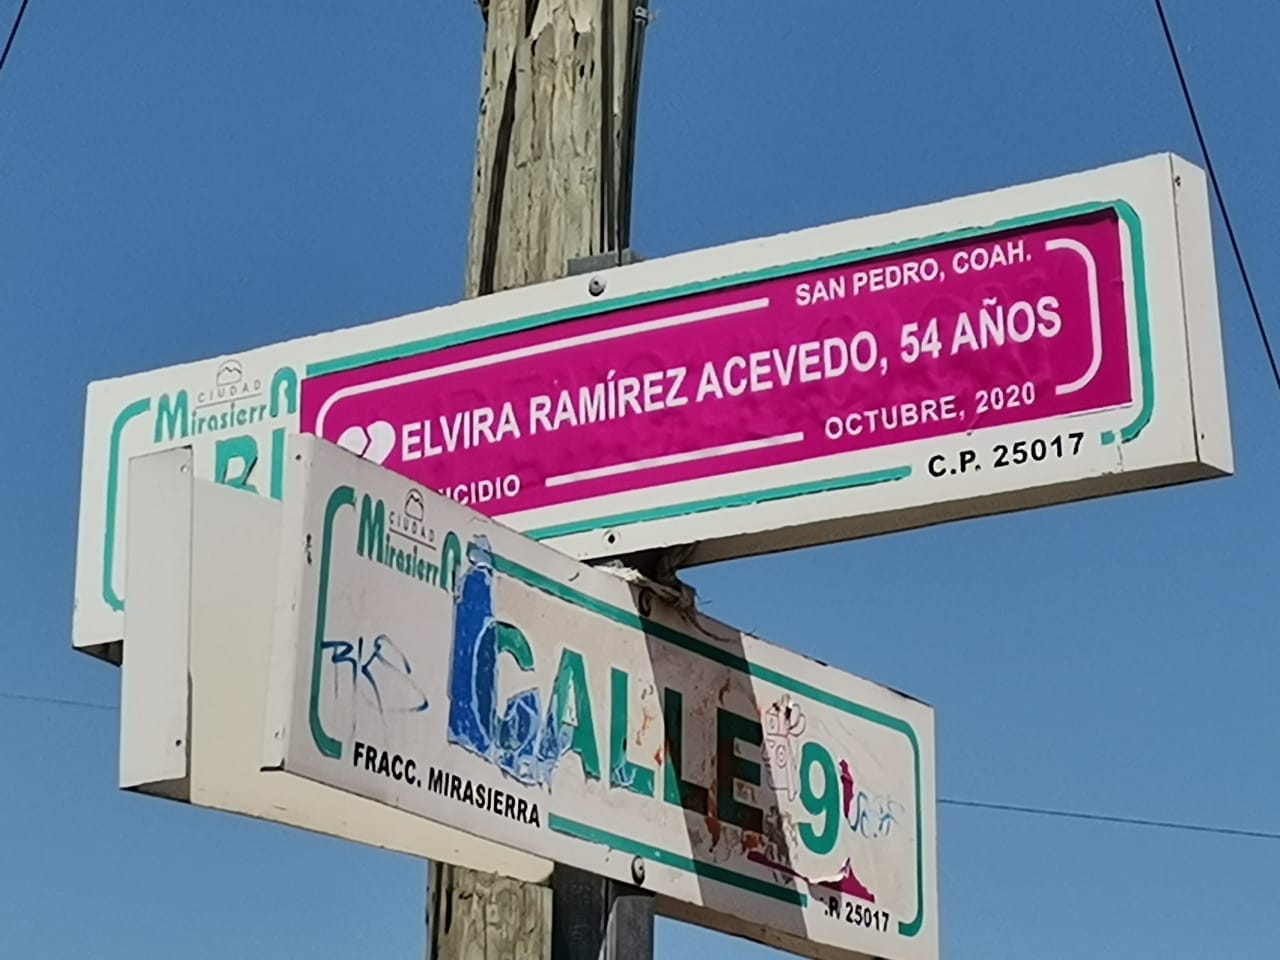 CIUDAD
Mirasierra
SAN PEDRO, COAH.
ELVIRA RAMÍREZ ACEVEDO, 54 AÑOS
OCTUBRE, 2020
C.P. 25017
CIUDAD
Mirasierra
CALLE 9
FRACC. MIRASIERRA
.P. 25017